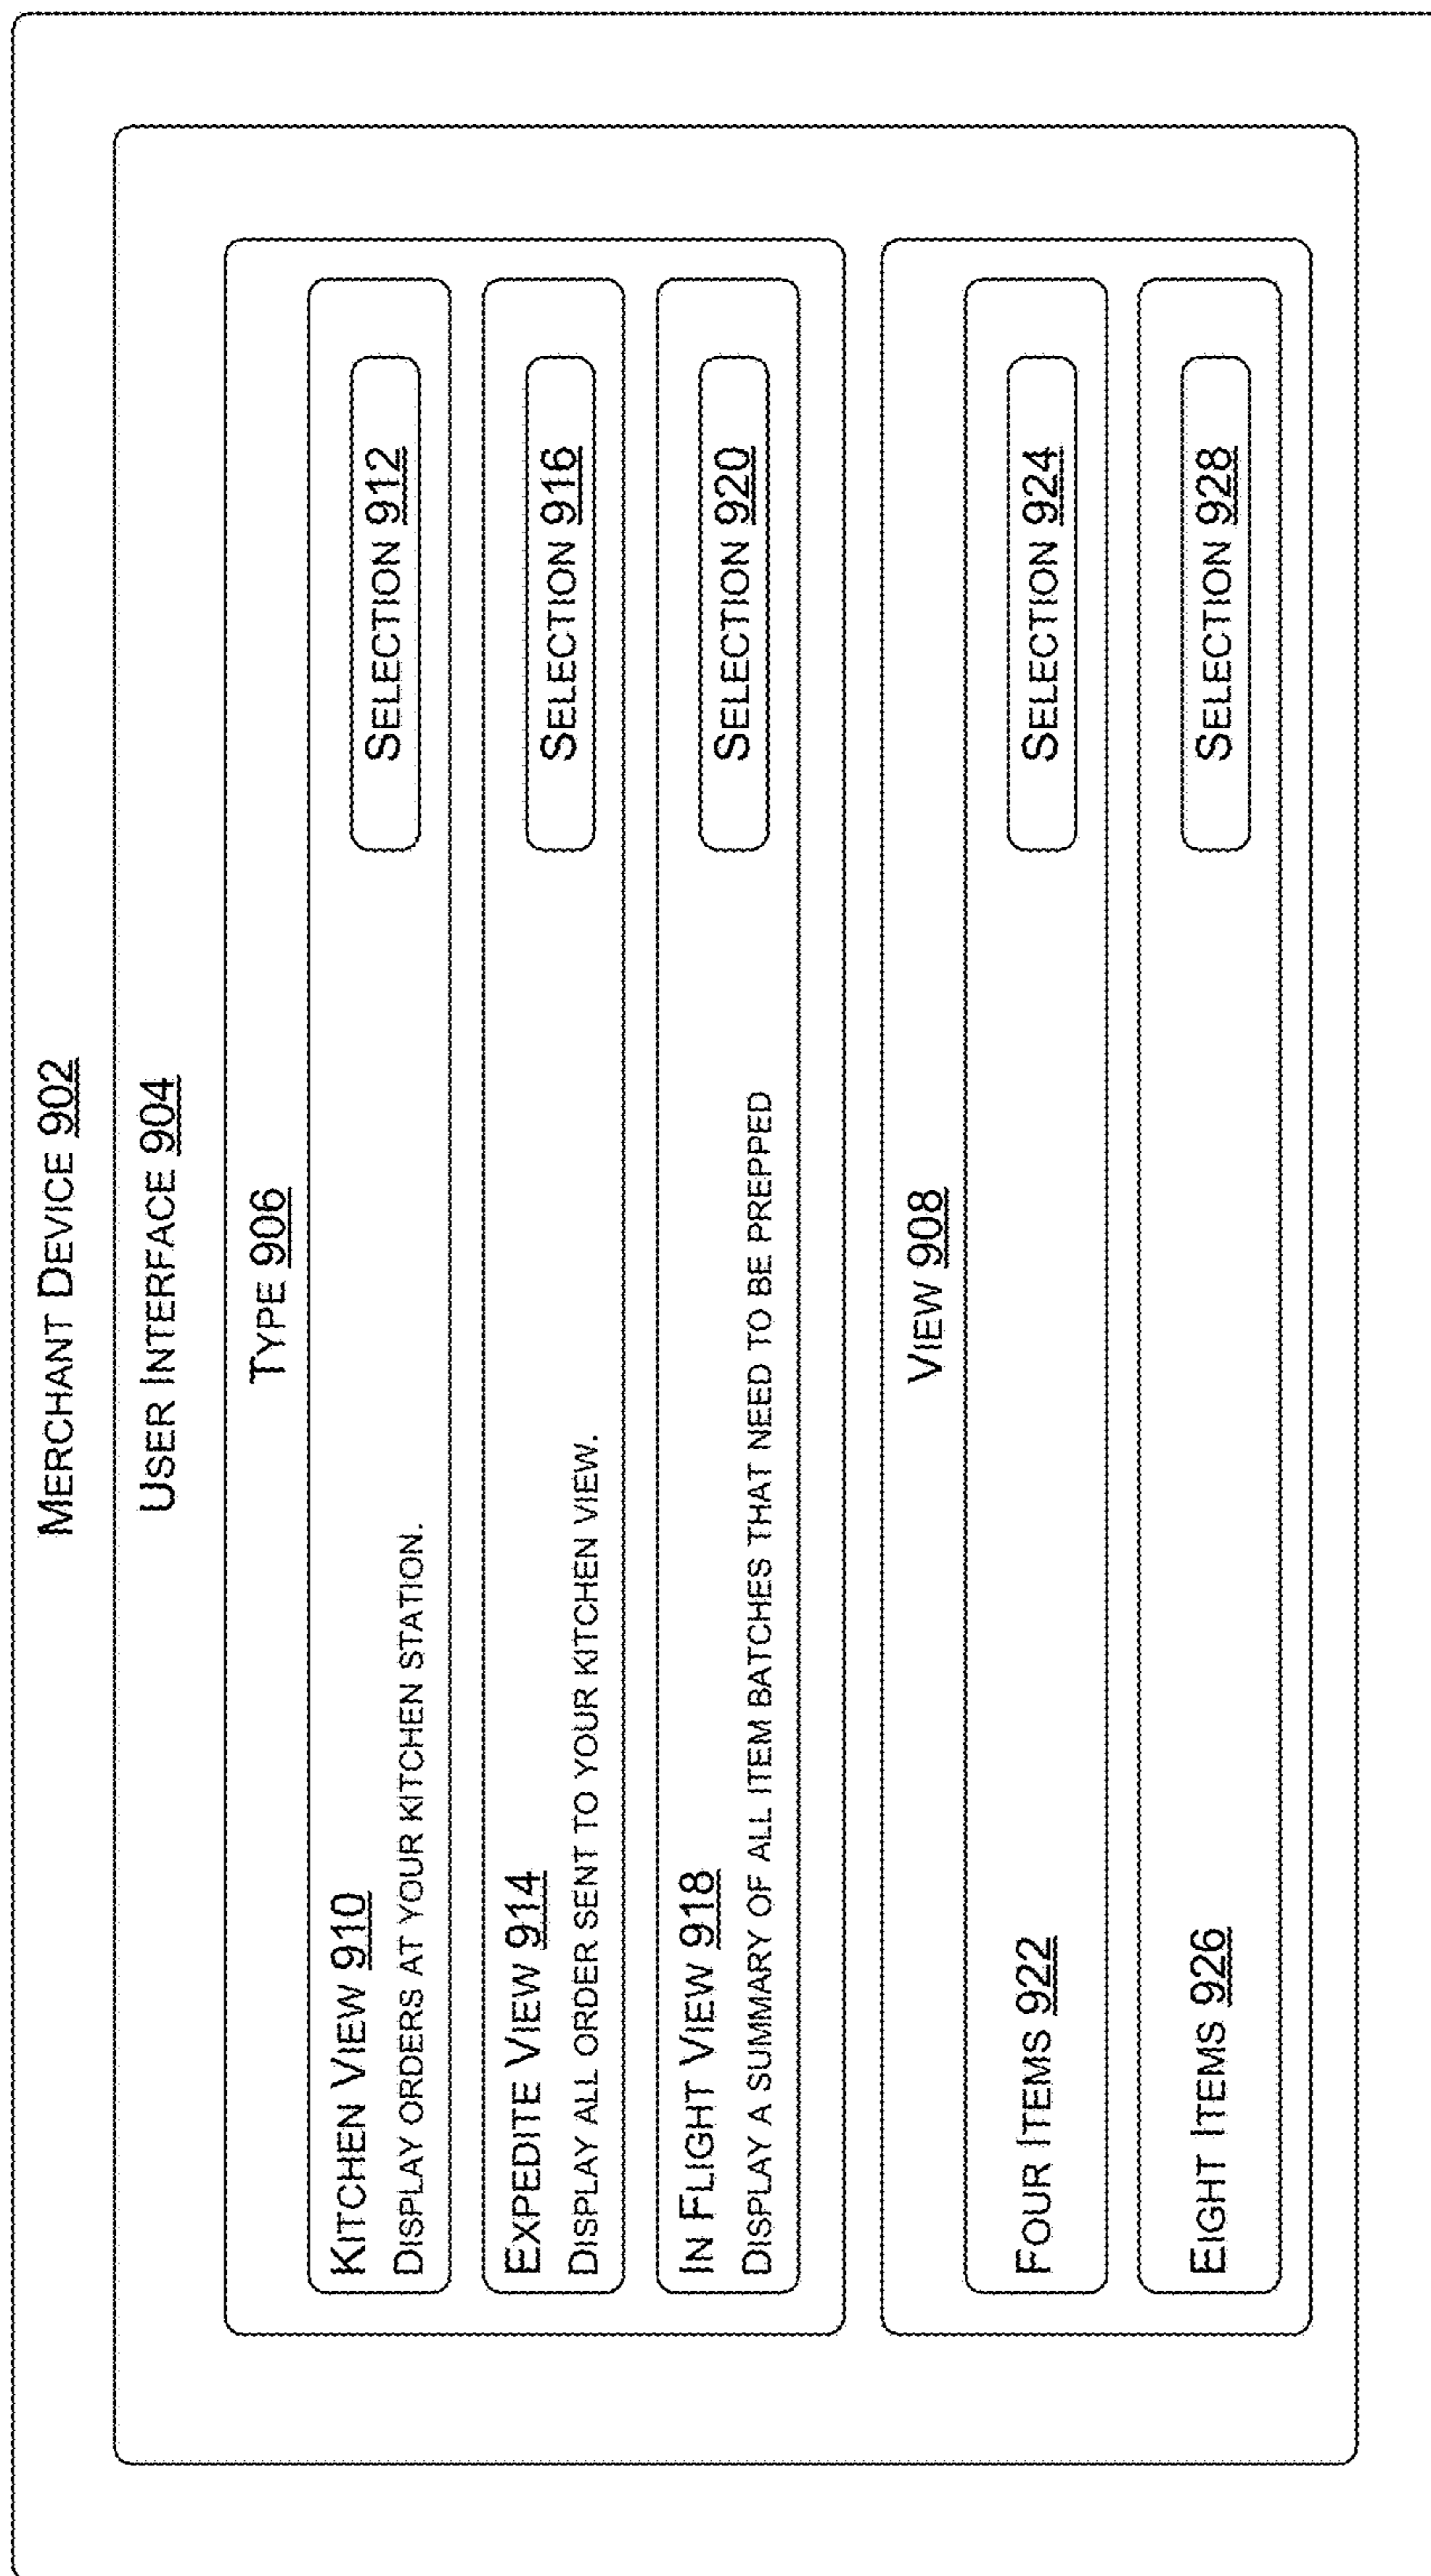 MERCHANT DEVICE 902
USER INTERFACE 904
TYPE 906
KITCHEN VIEW 910
DISPLAY ORDERS AT YOUR KITCHEN STATION.
SELECTION 912
EXPEDITE VIEW 914
DISPLAY ALL ORDER SENT TO YOUR KITCHEN VIEW.
SELECTION 916
IN FLIGHT VIEW 918
DISPLAY A SUMMARY OF ALL ITEM BATCHES THAT NEED TO BE PREPPED
SELECTION 920
VIEW 908
FOUR ITEMS 922
SELECTION 924
EIGHT ITEMS 926
SELECTION 928